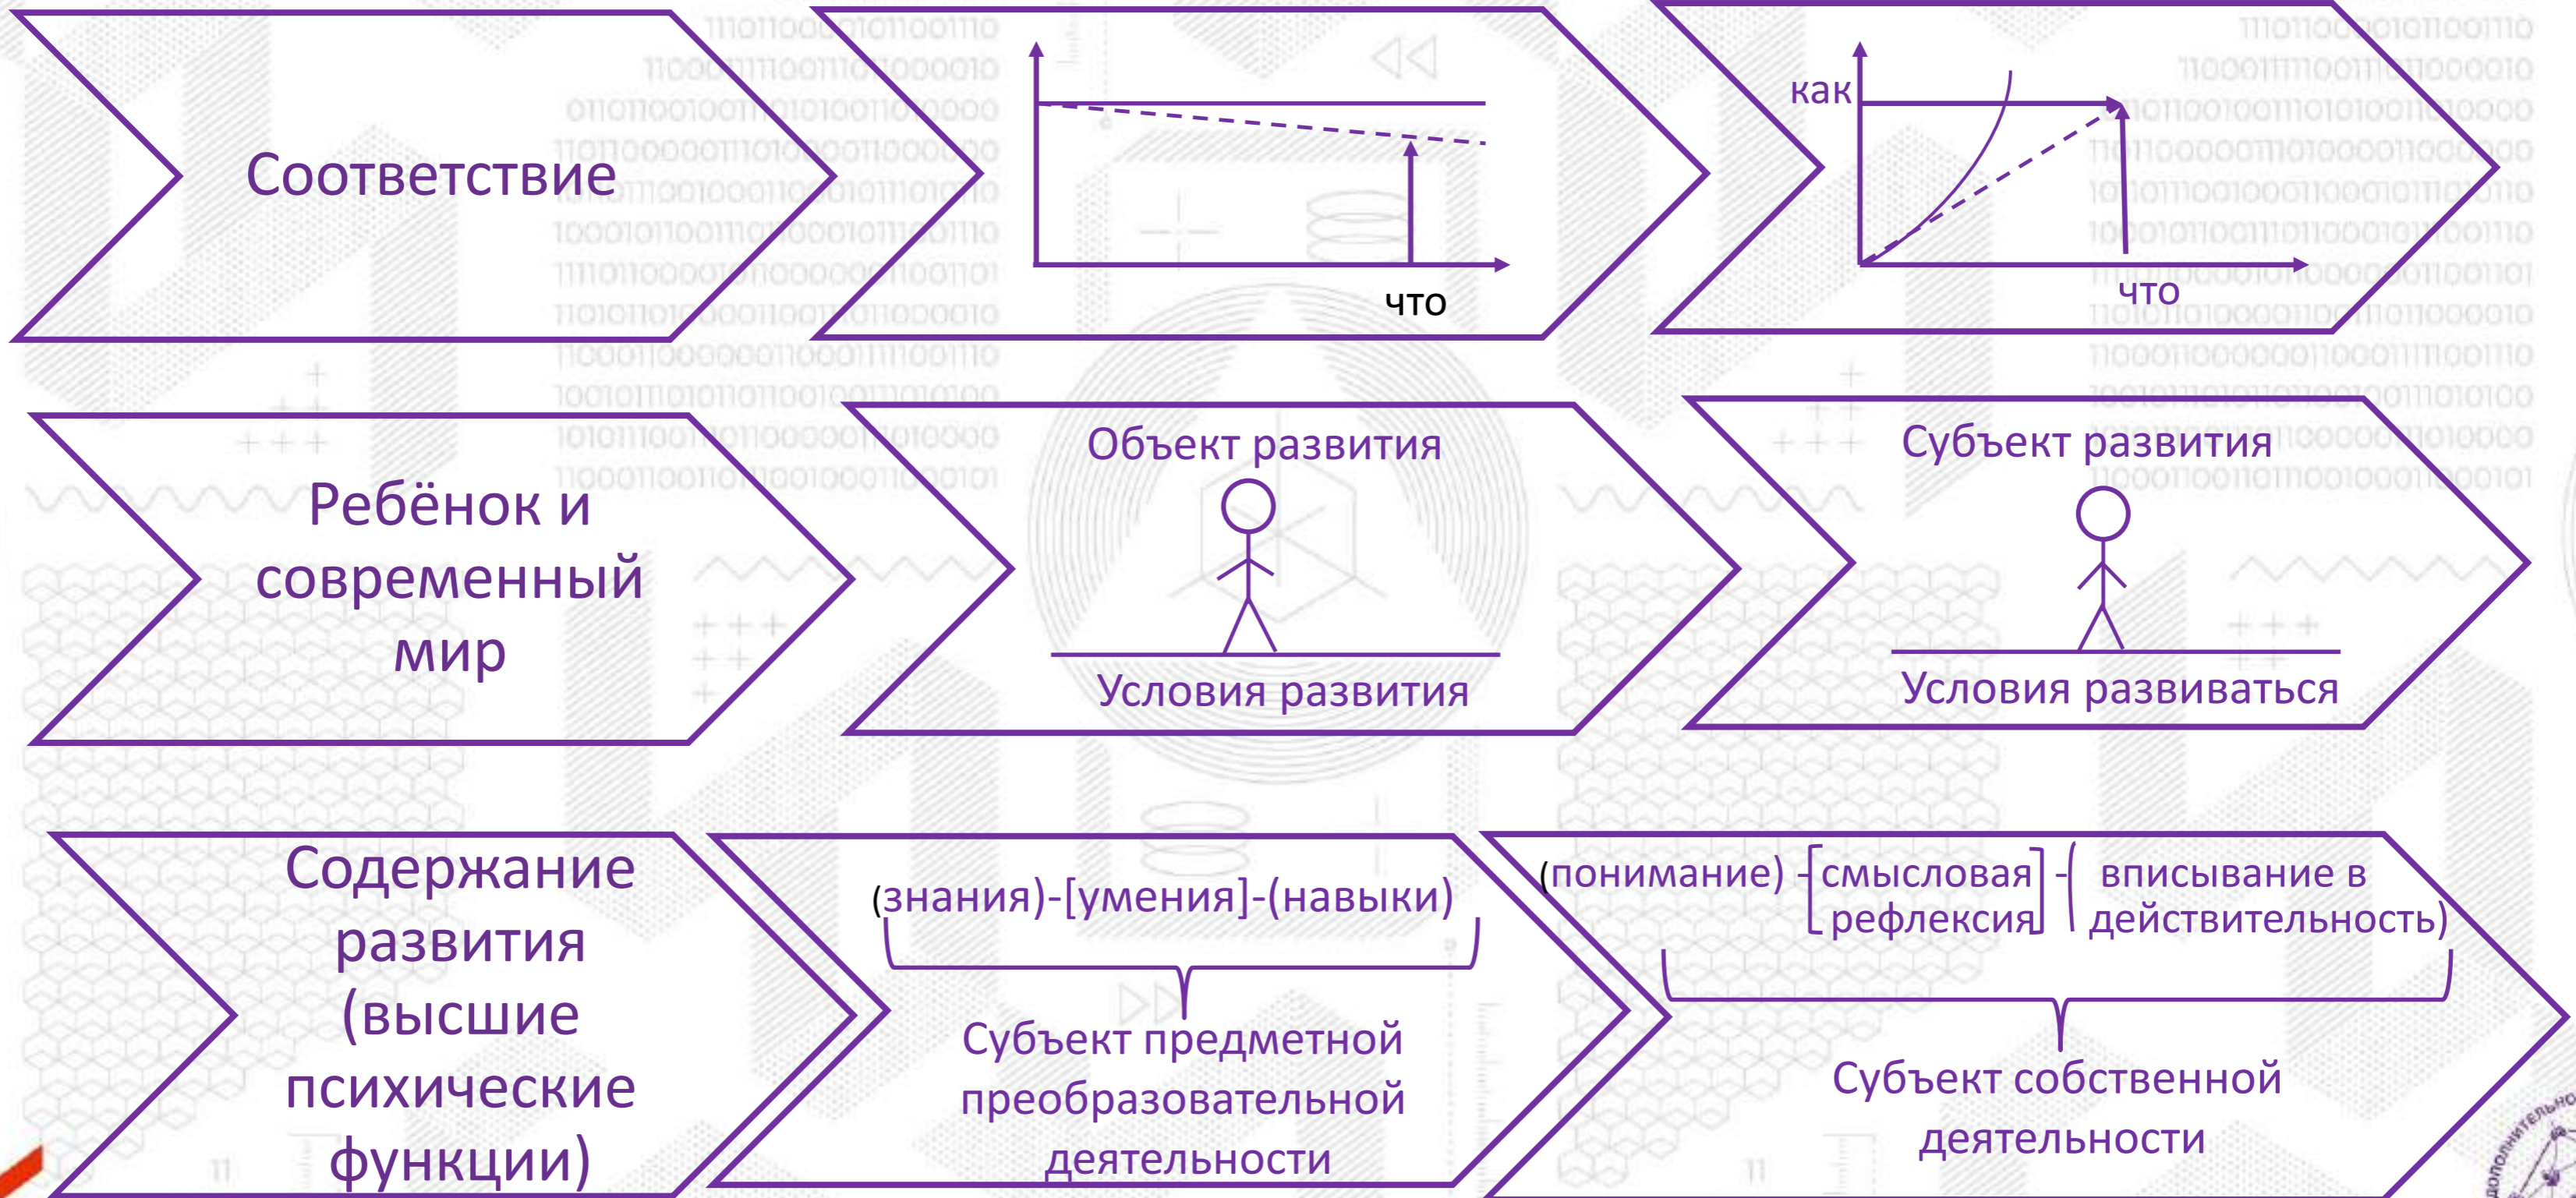 Соответствие
что
как
что
Ребёнок и
современный
мир
Объект развития
Условия развития
Субъект развития
Условия развиваться
Содержание
развития
(высшие
психические
функции)
(знания)-[умения]-(навыки)
Субъект предметной
преобразовательной
деятельности
(понимание) -[смысловая] -( вписывание в
рефлексия действительность)
Субъект собственной
деятельности